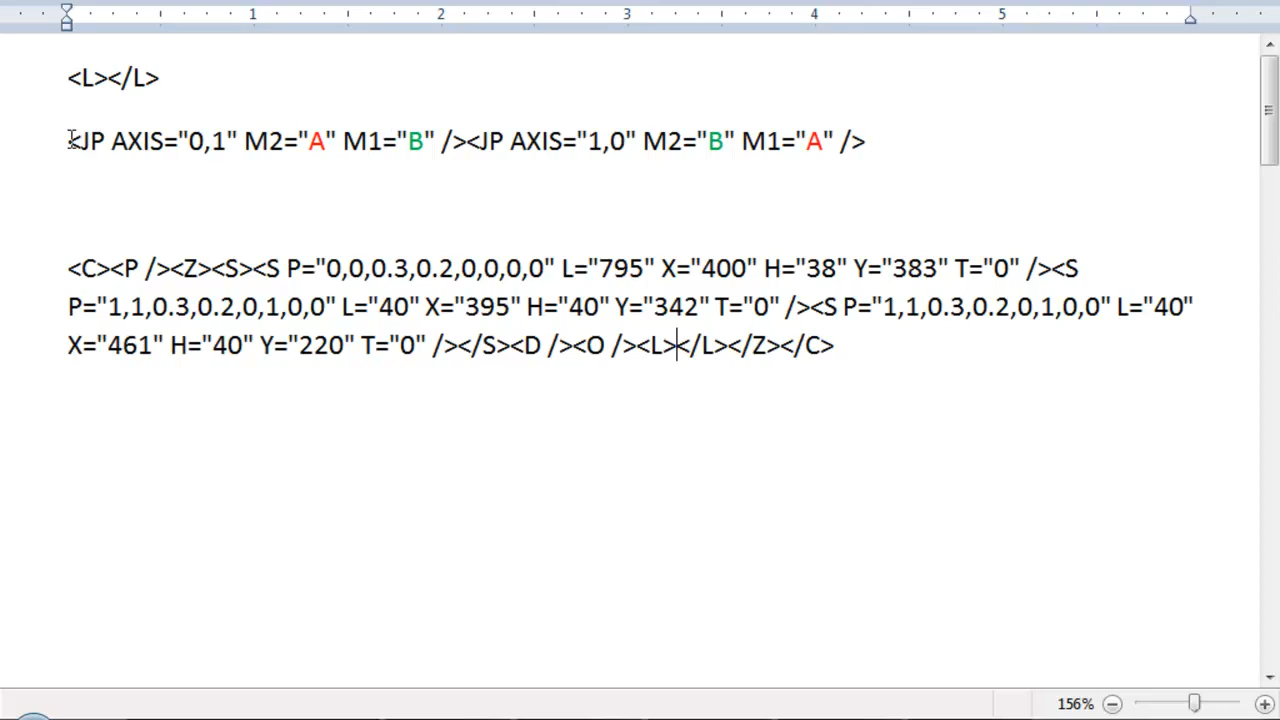 1 2 3 4 5
<L></L>
<JP AXIS="0,1" M2="A" M1="B" /><JP AXIS="1,0" M2="B" M1="A" />
<C><P /><Z><S><S P="0,0,0.3,0.2,0,0,0,0" L="795" X="400" H="38" Y="383" T="0" /><S
P="1,1,0.3,0.2,0,1,0,0" L="40" X="395" H="40" Y="342" T="0" /><S P="1,1,0.3,0.2,0,1,0,0" L="40"
X="461" H="40" Y="220" T="0" /></S><D /><O /><L></L></Z></C>
156%